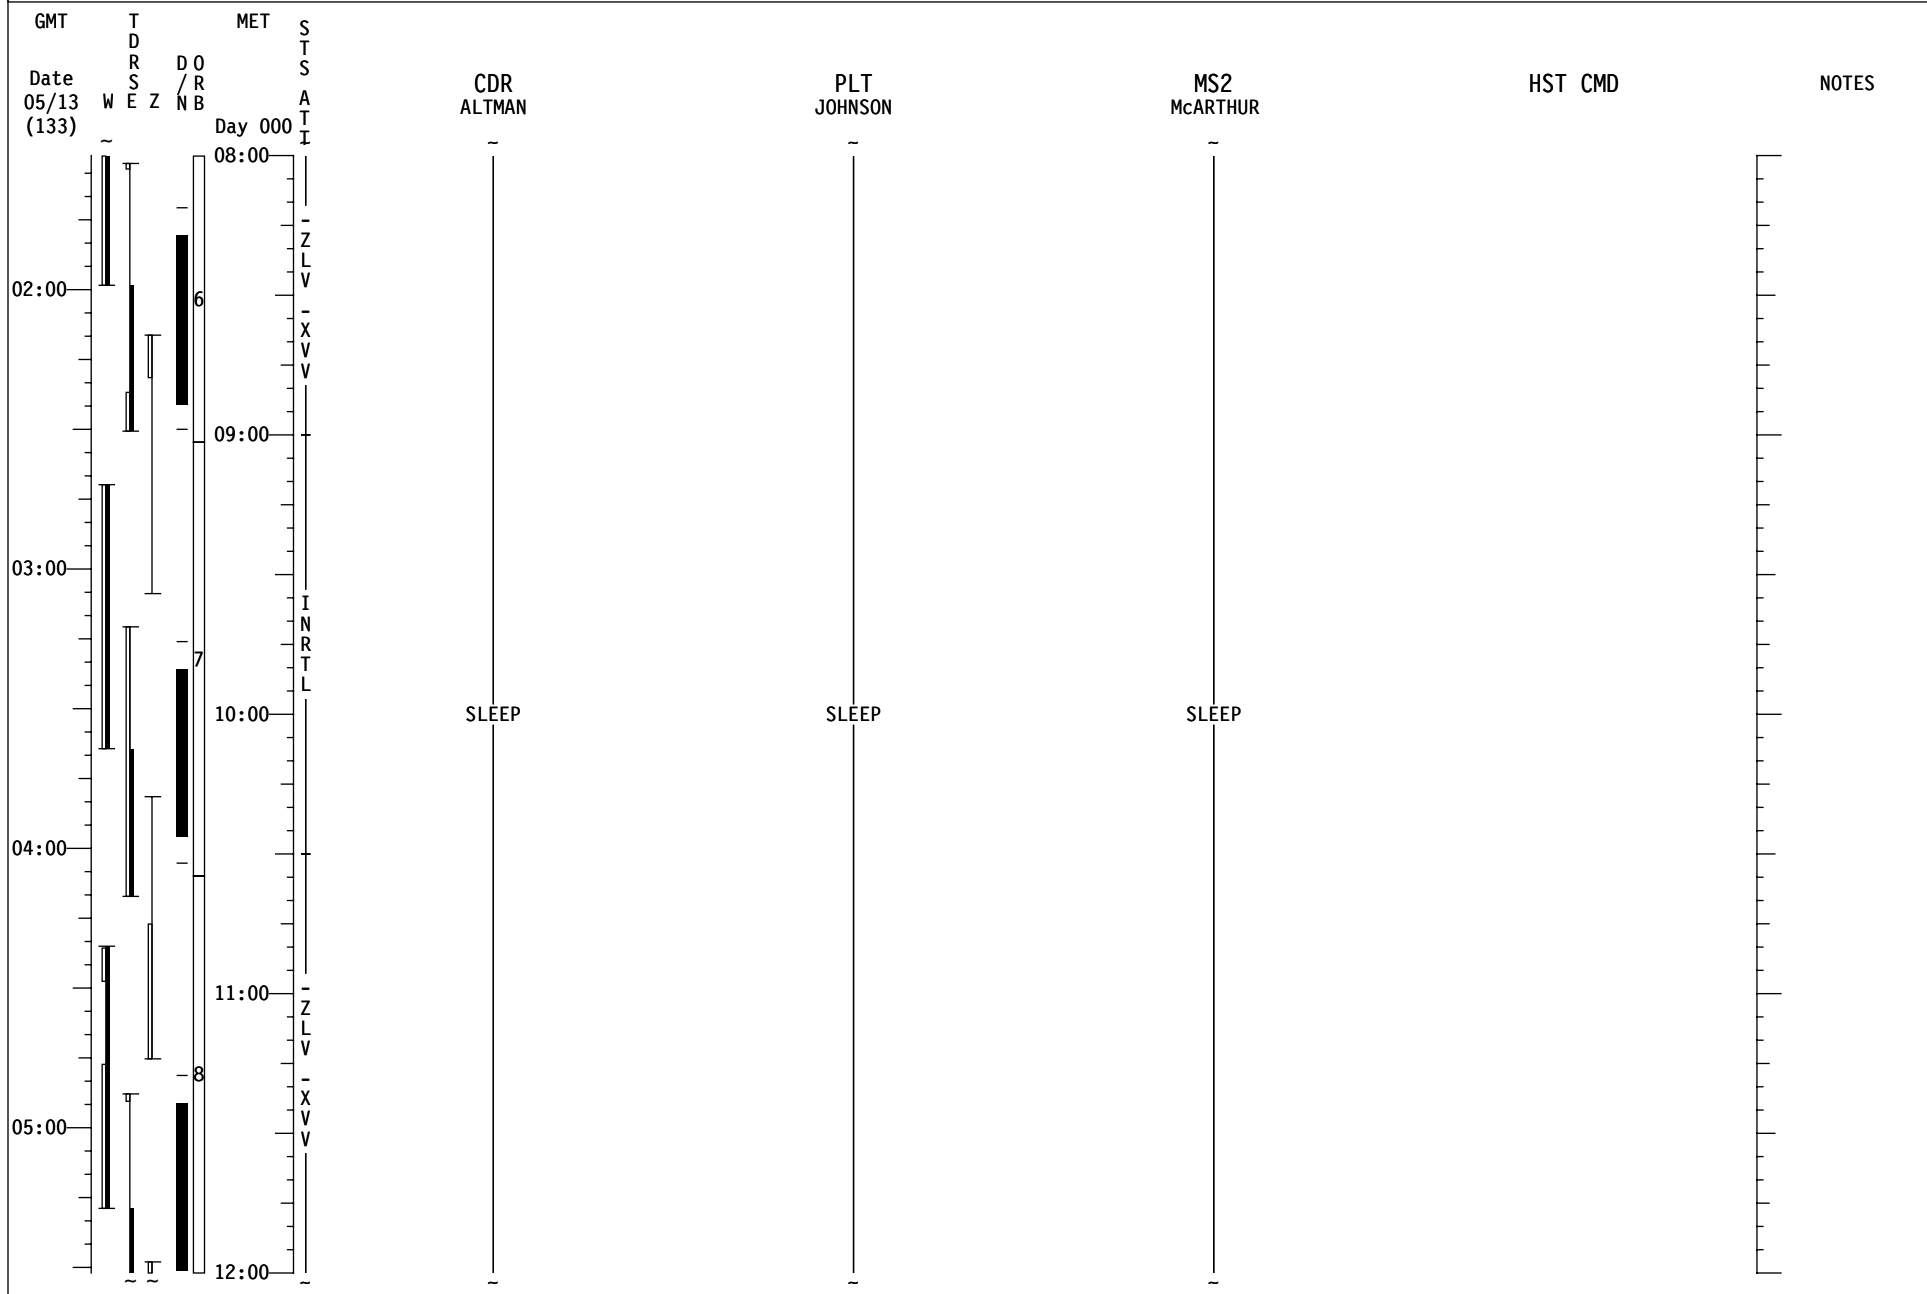 GMT
TDRS
MET
STS ATT
Date
05/13
(133)
W E Z
D/N
ORB
Day 000
CDR
ALTMAN
PLT
JOHNSON
MS2
McARTHUR
HST CMD
NOTES
~ ~ ~ ~
08:00
-ZLV -XVV
02:00
6
09:00
03:00
INRTL
7
10:00
SLEEP SLEEP SLEEP
04:00
11:00
-ZLV -XVV
8
05:00
12:00
~ ~ ~ ~ ~ ~